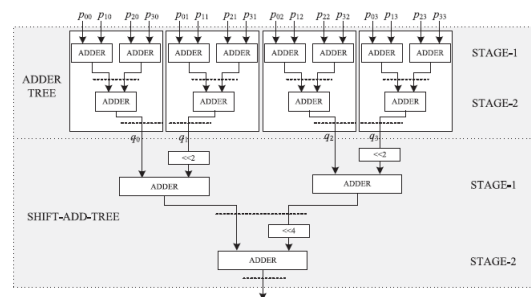 p00 p10 p20 p30 p01 p11 p21 p31 p02 p12 p22 p32 p03 p13 p23 p33
ADDER ADDER ADDER ADDER ADDER ADDER ADDER ADDER STAGE-1
ADDER TREE
ADDER ADDER ADDER ADDER STAGE-2
q0 q1 q2 q3
<<2 <<2
ADDER ADDER STAGE-1
SHIFT-ADD-TREE
<<4
ADDER STAGE-2